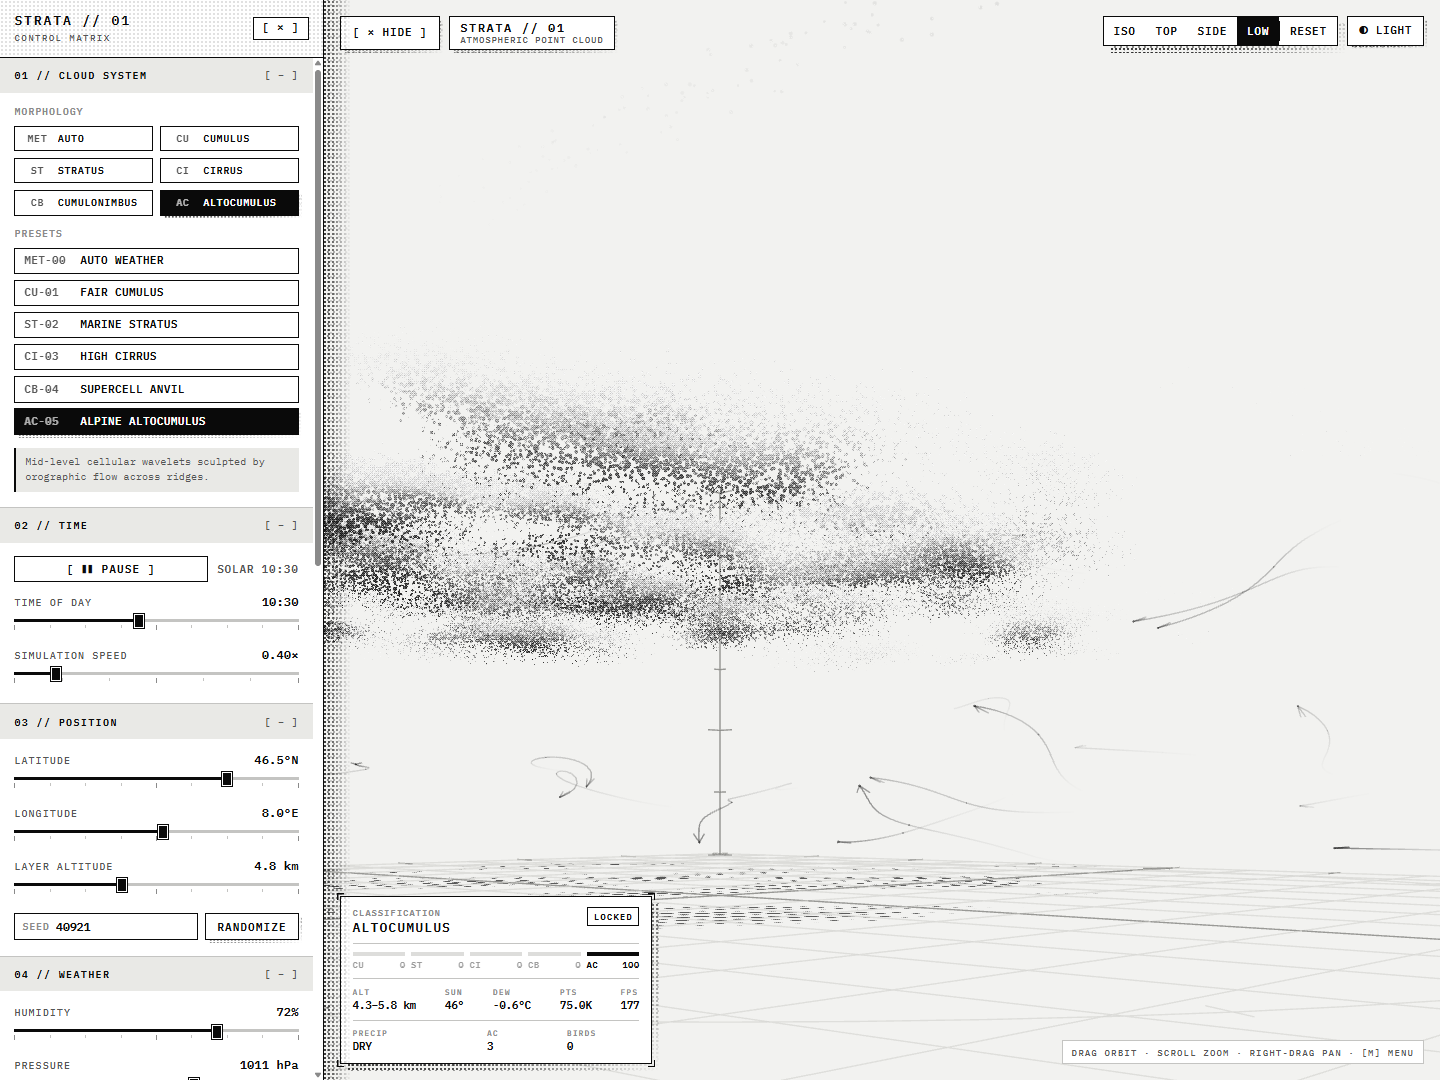 STRATA // 01
CONTROL MATRIX
[ × ]
01 // CLOUD SYSTEM [ – ]
MORPHOLOGY
MET AUTO
CU CUMULUS
ST STRATUS
CI CIRRUS
CB CUMULONIMBUS
AC ALTOCUMULUS
PRESETS
MET-00 AUTO WEATHER
CU-01 FAIR CUMULUS
ST-02 MARINE STRATUS
CI-03 HIGH CIRRUS
CB-04 SUPERCELL ANVIL
AC-05 ALPINE ALTOCUMULUS
Mid-level cellular wavelets sculpted by
orographic flow across ridges.
02 // TIME [ – ]
[ ▮▮ PAUSE ] SOLAR 10:30
TIME OF DAY 10:30
SIMULATION SPEED 0.40×
03 // POSITION [ – ]
LATITUDE 46.5°N
LONGITUDE 8.0°E
LAYER ALTITUDE 4.8 km
SEED 40921 RANDOMIZE
04 // WEATHER [ – ]
HUMIDITY 72%
PRESSURE 1011 hPa
[ × HIDE ]
STRATA // 01
ATMOSPHERIC POINT CLOUD
ISO TOP SIDE LOW RESET
◐ LIGHT
CLASSIFICATION
ALTOCUMULUS
LOCKED
CU 0 ST 0 CI 0 CB 0 AC 100
ALT SUN DEW PTS FPS
4.3–5.8 km 46° -0.6°C 75.0K 177
PRECIP AC BIRDS
DRY 3 0
DRAG ORBIT · SCROLL ZOOM · RIGHT-DRAG PAN · [M] MENU